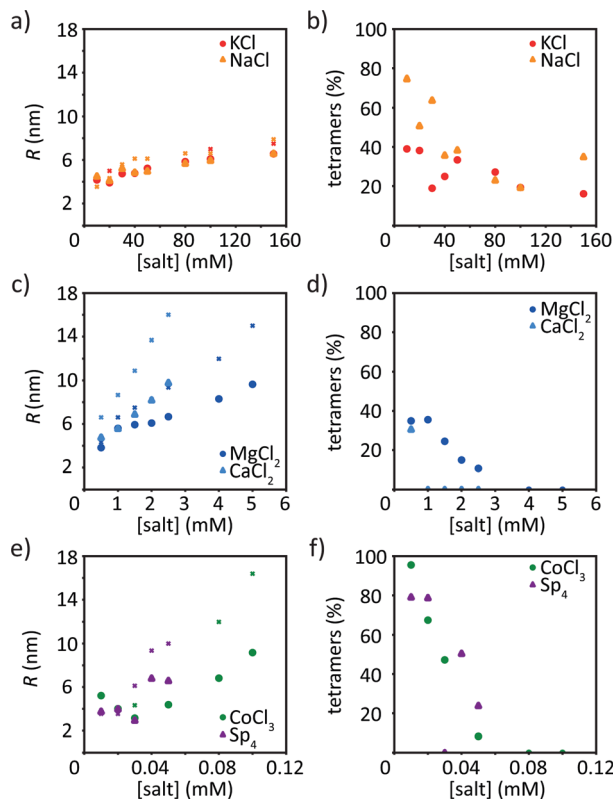 a)
b)
18
14
10
6
2
R (nm)
KCl
NaCl
0 40 80 120 160
[salt] (mM)
100
80
60
40
20
tetramers (%)
KCl
NaCl
0 40 80 120 160
[salt] (mM)
c)
d)
18
14
10
6
2
R (nm)
MgCl₂
CaCl₂
0 1 2 3 4 5 6
[salt] (mM)
100
80
60
40
20
tetramers (%)
MgCl₂
CaCl₂
0 1 2 3 4 5 6
[salt] (mM)
e)
f)
18
14
10
6
2
R (nm)
CoCl₃
Sp₄
0 0.04 0.08 0.12
[salt] (mM)
100
80
60
40
20
tetramers (%)
CoCl₃
Sp₄
0 0.04 0.08 0.12
[salt] (mM)